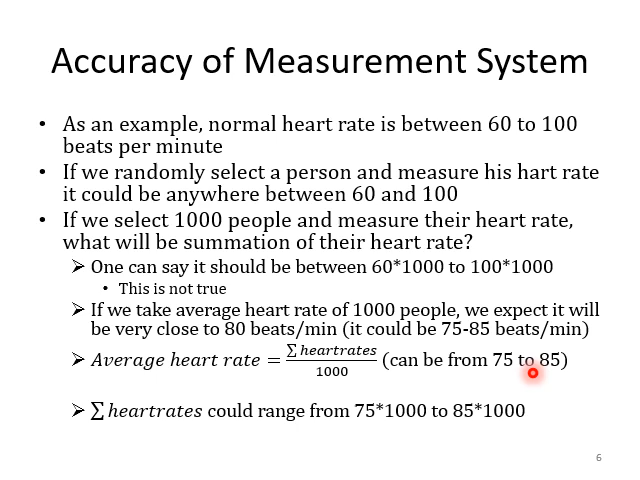 Accuracy of Measurement System
• As an example, normal heart rate is between 60 to 100
beats per minute
• If we randomly select a person and measure his hart rate
it could be anywhere between 60 and 100
• If we select 1000 people and measure their heart rate,
what will be summation of their heart rate?
➢ One can say it should be between 60*1000 to 100*1000
• This is not true
➢ If we take average heart rate of 1000 people, we expect it will
be very close to 80 beats/min (it could be 75-85 beats/min)
➢ Average heart rate = ∑ heartrates / 1000 (can be from 75 to 85)
➢ ∑ heartrates could range from 75*1000 to 85*1000
6